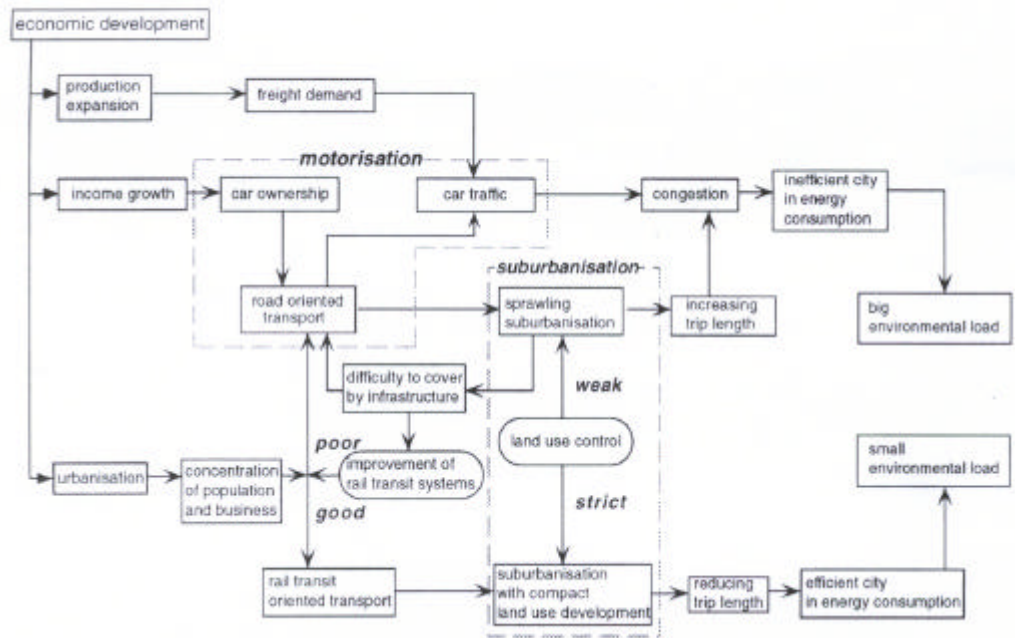 economic development
production
expansion
freight demand
motorisation
income growth
car ownership
car traffic
congestion
inefficient city
in energy
consumption
suburbanisation
road oriented
transport
sprawling
suburbanisation
increasing
trip length
big
environmental load
difficulty to cover
by infrastructure
weak
land use control
poor
improvement of
rail transit systems
small
environmental load
urbanisation
concentration
of population
and business
good
strict
rail transit
oriented transport
suburbanisation
with compact
land use development
reducing
trip length
efficient city
in energy consumption